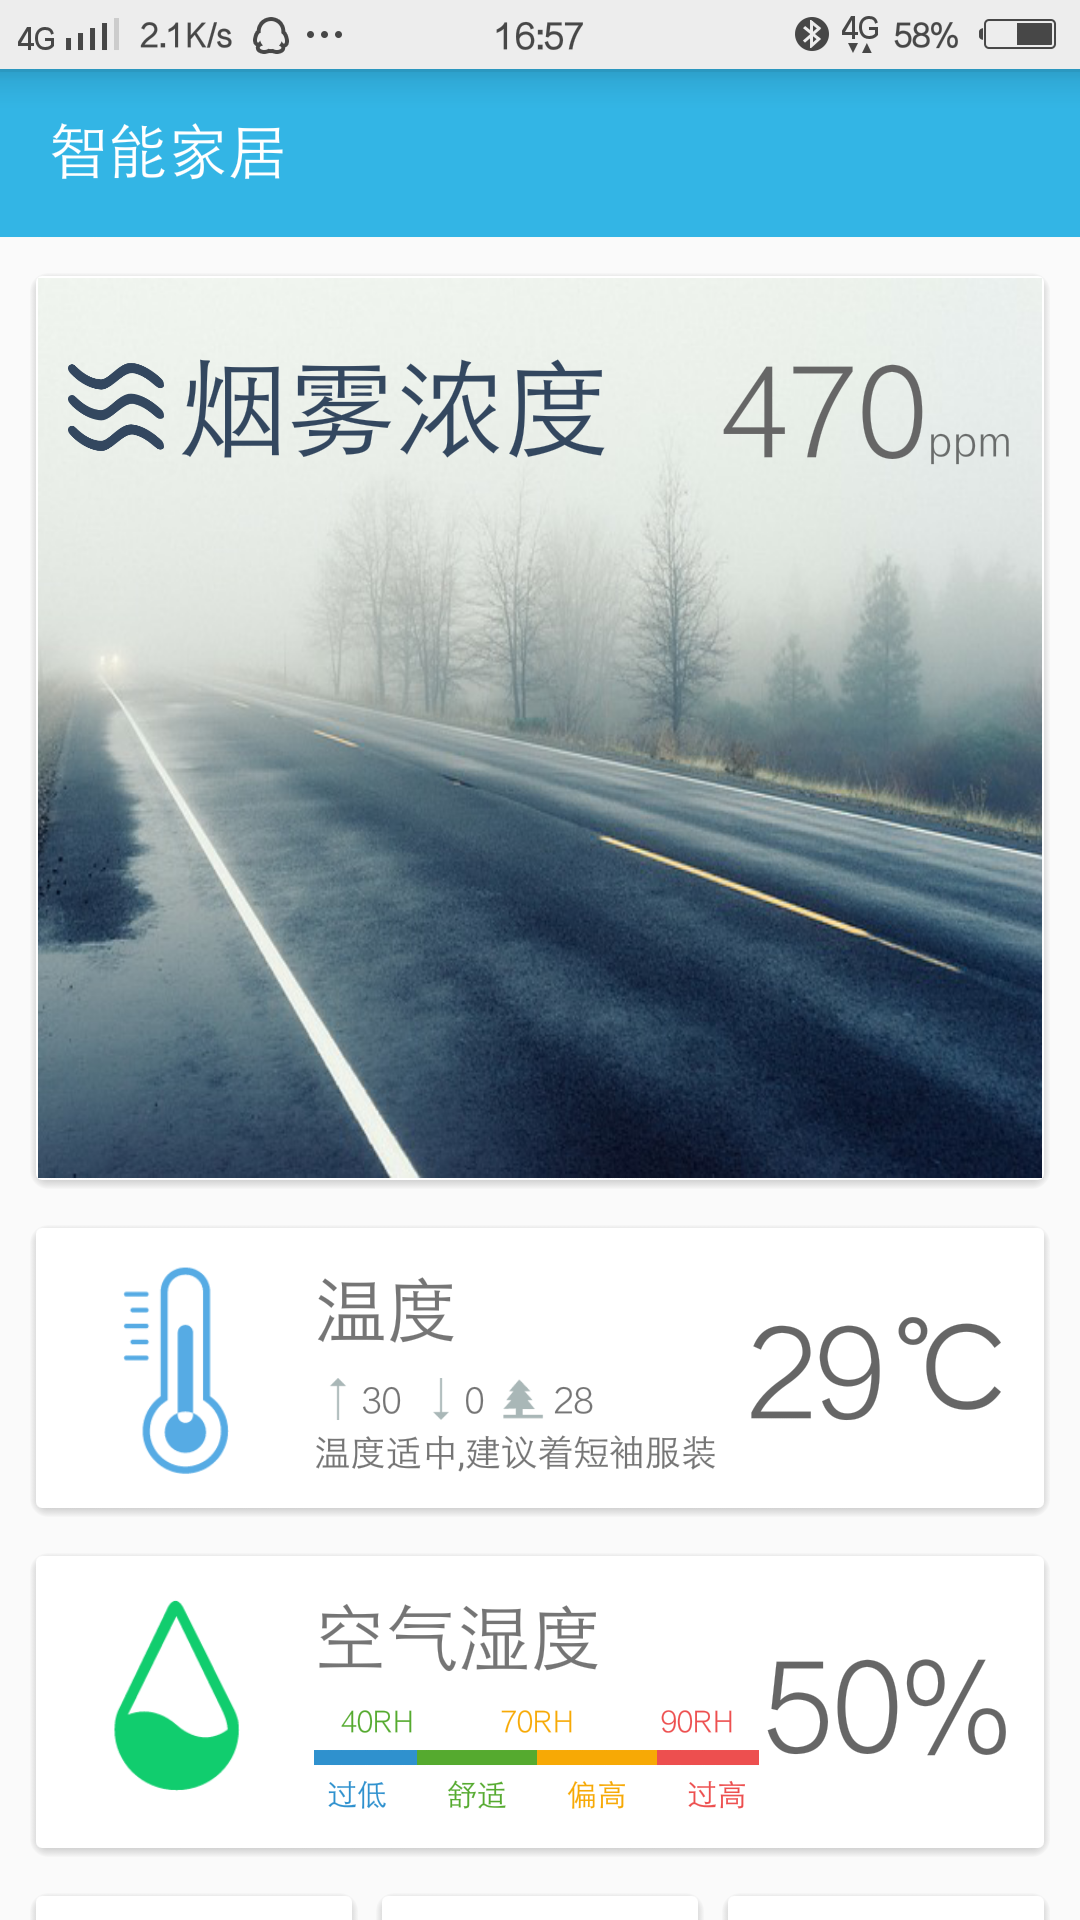 4G 2.1K/s ··· 16:57 4G 58%
智能家居
烟雾浓度 470ppm
温度
30 0 28
温度适中,建议着短袖服装
29℃
空气湿度
40RH 70RH 90RH
过低 舒适 偏高 过高
50%